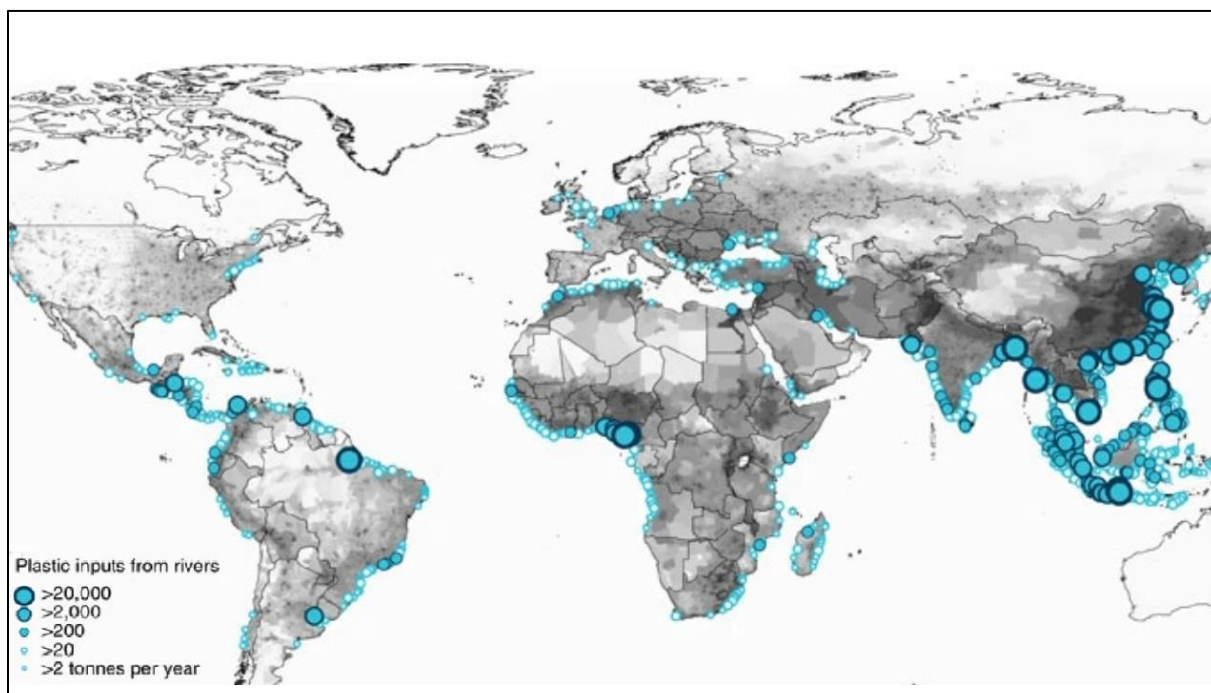 Plastic inputs from rivers
>20,000
>2,000
>200
>20
>2 tonnes per year